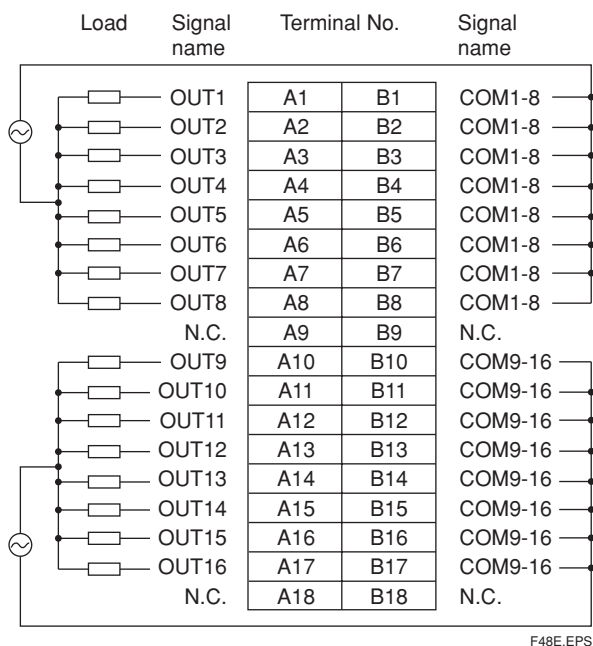 Load Signal name Terminal No. Signal name
OUT1 A1 B1 COM1-8
OUT2 A2 B2 COM1-8
OUT3 A3 B3 COM1-8
OUT4 A4 B4 COM1-8
OUT5 A5 B5 COM1-8
OUT6 A6 B6 COM1-8
OUT7 A7 B7 COM1-8
OUT8 A8 B8 COM1-8
N.C. A9 B9 N.C.
OUT9 A10 B10 COM9-16
OUT10 A11 B11 COM9-16
OUT11 A12 B12 COM9-16
OUT12 A13 B13 COM9-16
OUT13 A14 B14 COM9-16
OUT14 A15 B15 COM9-16
OUT15 A16 B16 COM9-16
OUT16 A17 B17 COM9-16
N.C. A18 B18 N.C.
F48E.EPS